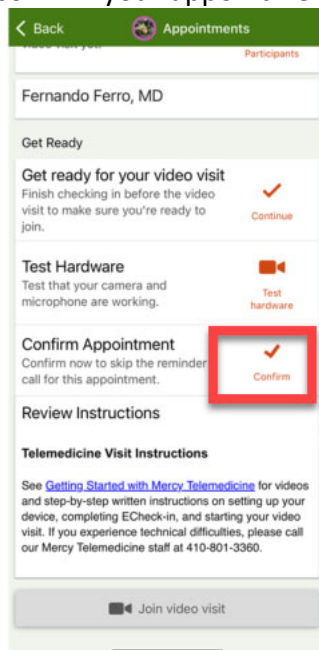 Back
Appointments
Participants
Fernando Ferro, MD
Get Ready
Get ready for your video visit
Finish checking in before the video
visit to make sure you're ready to
join.
Continue
Test Hardware
Test that your camera and
microphone are working.
Test
hardware
Confirm Appointment
Confirm now to skip the reminder
call for this appointment.
Confirm
Review Instructions
Telemedicine Visit Instructions
See Getting Started with Mercy Telemedicine for videos
and step-by-step written instructions on setting up your
device, completing ECheck-in, and starting your video
visit. If you experience technical difficulties, please call
our Mercy Telemedicine staff at 410-801-
3360.
Join video visit